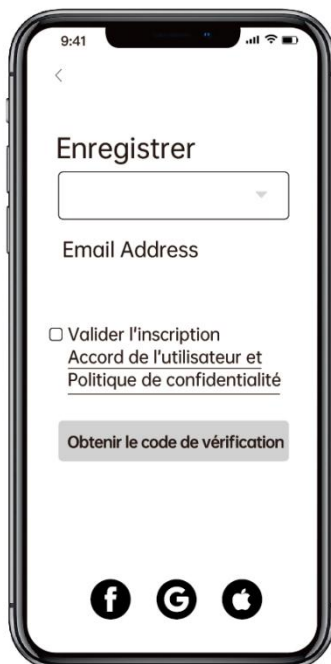 9:41
Enregistrer
Email Address
Valider l'inscription
Accord de l'utilisateur et
Politique de confidentialité
Obtenir le code de vérification